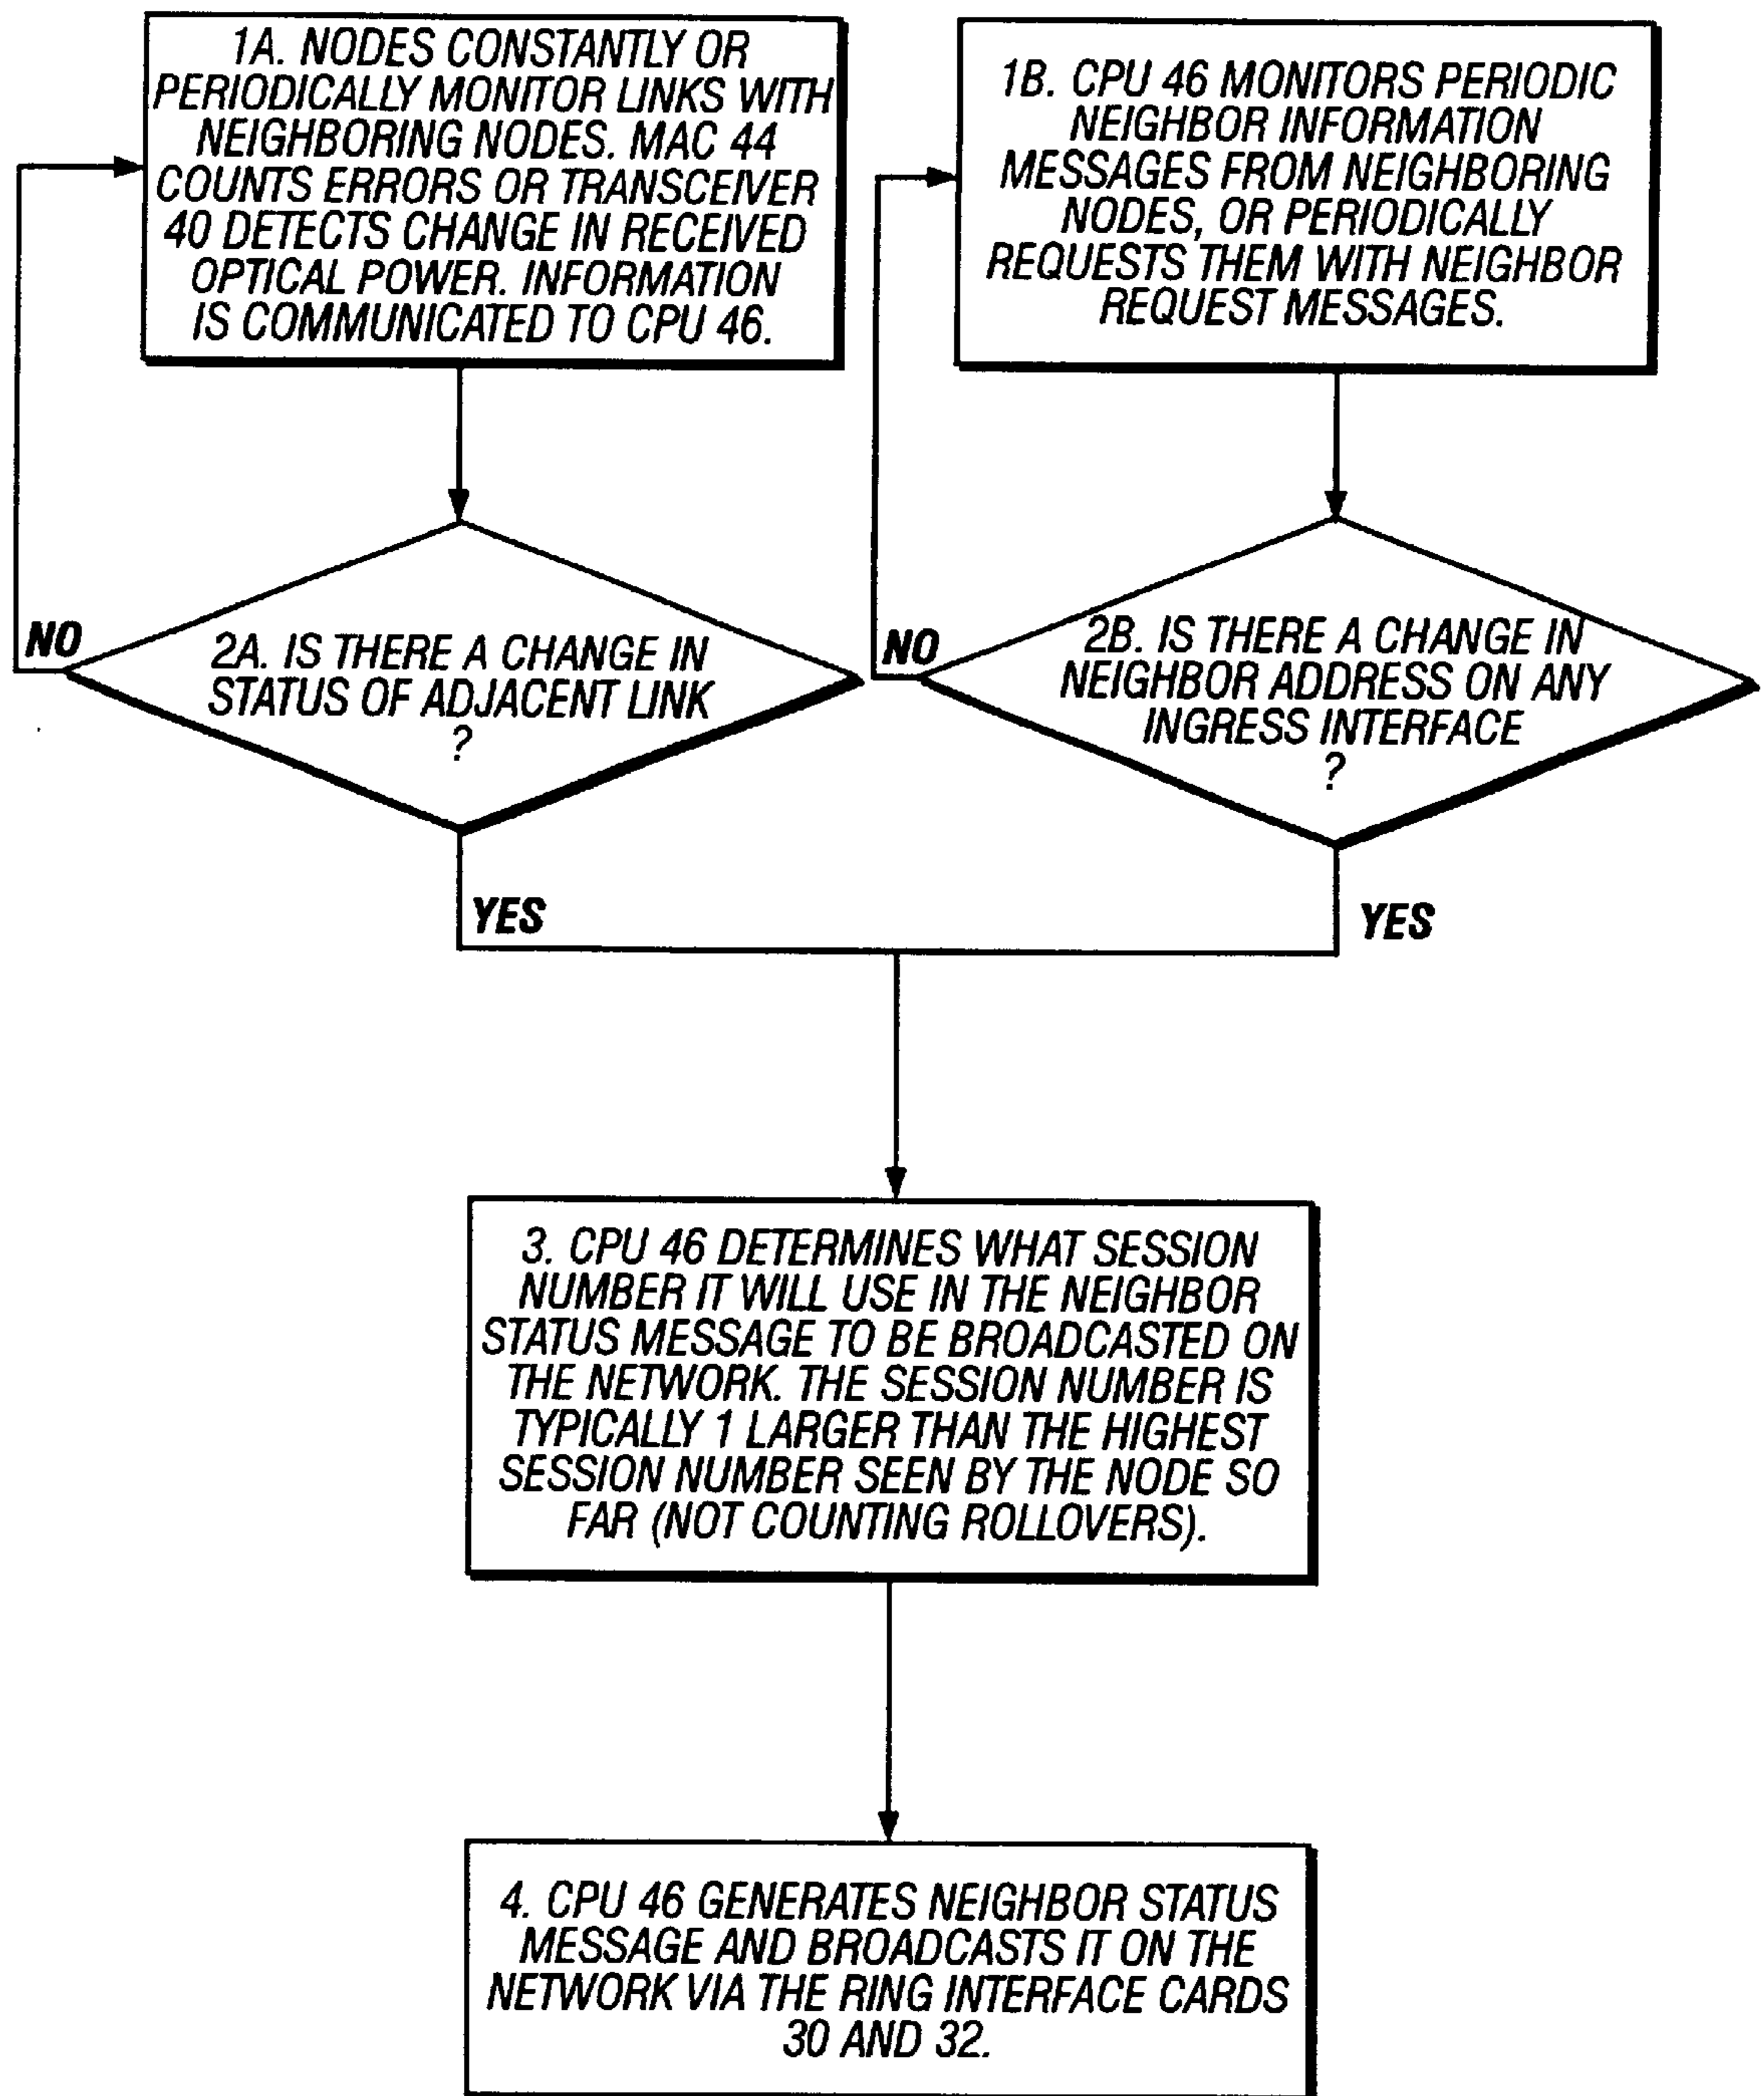 1A. NODES CONSTANTLY OR
PERIODICALLY MONITOR LINKS WITH
NEIGHBORING NODES. MAC 44
COUNTS ERRORS OR TRANSCEIVER
40 DETECTS CHANGE IN RECEIVED
OPTICAL POWER. INFORMATION
IS COMMUNICATED TO CPU 46.
1B. CPU 46 MONITORS PERIODIC
NEIGHBOR INFORMATION
MESSAGES FROM NEIGHBORING
NODES, OR PERIODICALLY
REQUESTS THEM WITH NEIGHBOR
REQUEST MESSAGES.
NO
2A. IS THERE A CHANGE IN
STATUS OF ADJACENT LINK
?
NO
2B. IS THERE A CHANGE IN
NEIGHBOR ADDRESS ON ANY
INGRESS INTERFACE
?
YES
YES
3. CPU 46 DETERMINES WHAT SESSION
NUMBER IT WILL USE IN THE NEIGHBOR
STATUS MESSAGE TO BE BROADCASTED ON
THE NETWORK. THE SESSION NUMBER IS
TYPICALLY 1 LARGER THAN THE HIGHEST
SESSION NUMBER SEEN BY THE NODE SO
FAR (NOT COUNTING ROLLOVERS).
4. CPU 46 GENERATES NEIGHBOR STATUS
MESSAGE AND BROADCASTS IT ON THE
NETWORK VIA THE RING INTERFACE CARDS
30 AND 32.